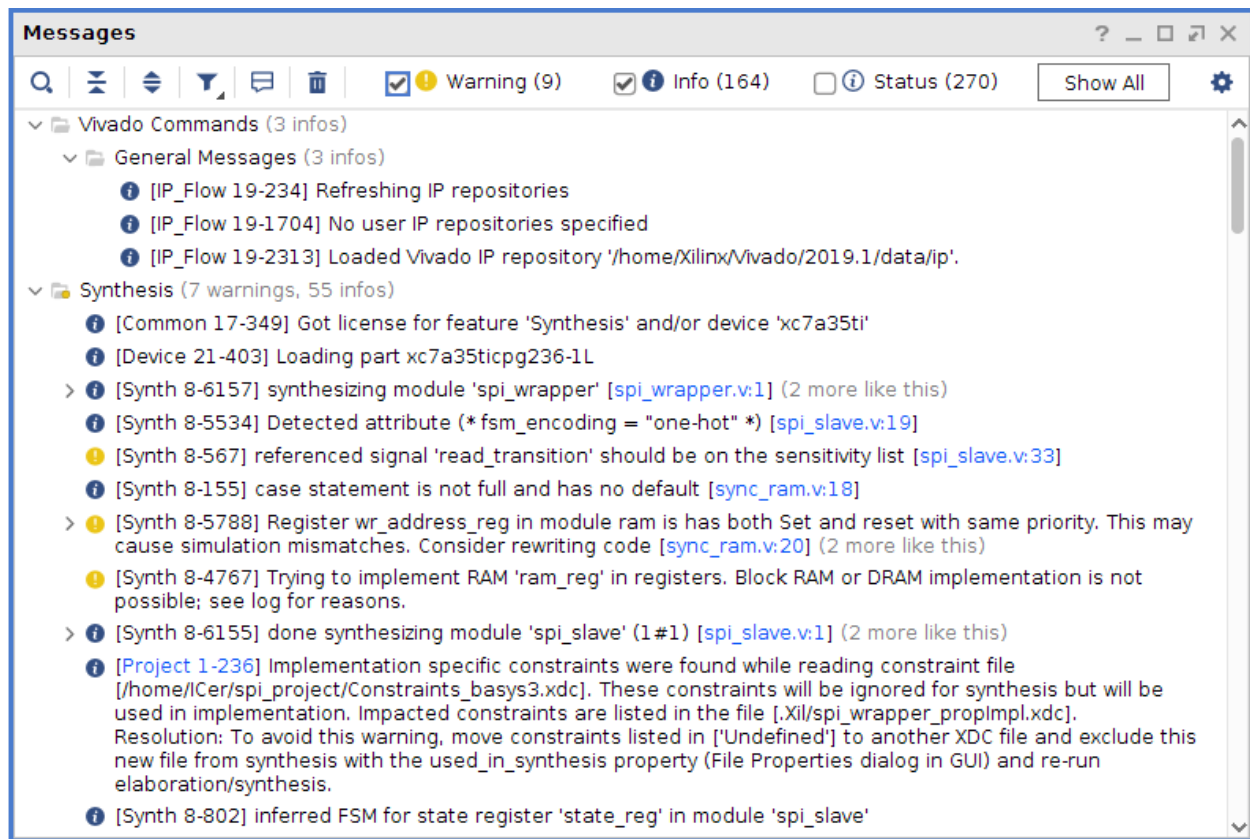 Messages
Warning (9) Info (164) Status (270) Show All
Vivado Commands (3 infos)
General Messages (3 infos)
[IP_Flow 19-234] Refreshing IP repositories
[IP_Flow 19-1704] No user IP repositories specified
[IP_Flow 19-2313] Loaded Vivado IP repository '/home/Xilinx/Vivado/2019.1/data/ip'.
Synthesis (7 warnings, 55 infos)
[Common 17-349] Got license for feature 'Synthesis' and/or device 'xc7a35ti'
[Device 21-403] Loading part xc7a35ticpg236-1L
[Synth 8-6157] synthesizing module 'spi_wrapper' [spi_wrapper.v:1] (2 more like this)
[Synth 8-5534] Detected attribute (* fsm_encoding = "one-hot" *) [spi_slave.v:19]
[Synth 8-567] referenced signal 'read_transition' should be on the sensitivity list [spi_slave.v:33]
[Synth 8-155] case statement is not full and has no default [sync_ram.v:18]
[Synth 8-5788] Register wr_address_reg in module ram is has both Set and reset with same priority. This may
cause simulation mismatches. Consider rewriting code [sync_ram.v:20] (2 more like this)
[Synth 8-4767] Trying to implement RAM 'ram_reg' in registers. Block RAM or DRAM implementation is not
possible; see log for reasons.
[Synth 8-6155] done synthesizing module 'spi_slave' (1#1) [spi_slave.v:1] (2 more like this)
[Project 1-236] Implementation specific constraints were found while reading constraint file
[/home/ICer/spi_project/Constraints_basys3.xdc]. These constraints will be ignored for synthesis but will be
used in implementation. Impacted constraints are listed in the file [.Xil/spi_wrapper_propImpl.xdc].
Resolution: To avoid this warning, move constraints listed in ['Undefined'] to another XDC file and exclude this
new file from synthesis with the used_in_synthesis property (File Properties dialog in GUI) and re-run
elaboration/synthesis.
[Synth 8-802] inferred FSM for state register 'state_reg' in module 'spi_slave'